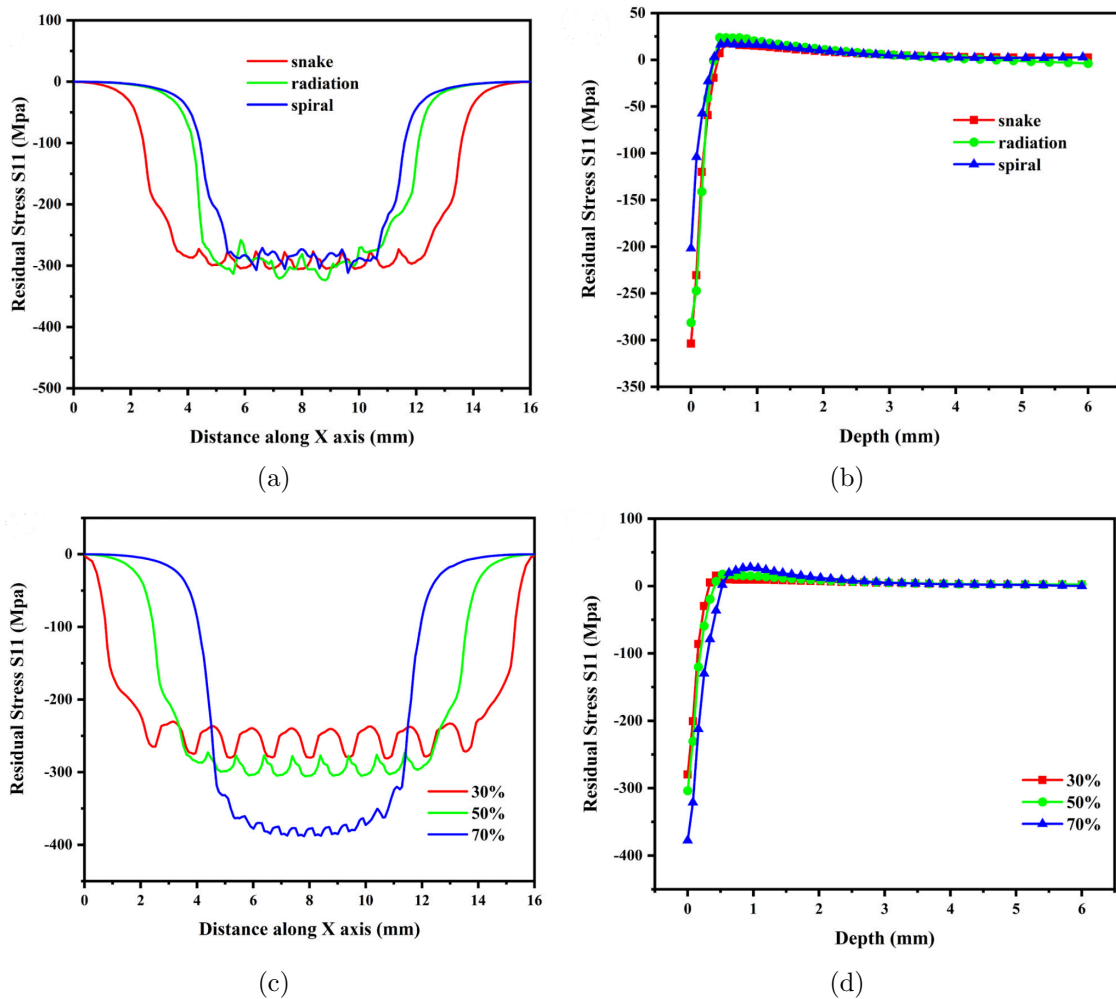 100
0
-100
-200
-300
-400
-500
Residual Stress S11 (Mpa)
snake
radiation
spiral
0 2 4 6 8 10 12 14 16
Distance along X axis (mm)
(a)
50
0
-50
-100
-150
-200
-250
-300
-350
Residual Stress S11 (Mpa)
snake
radiation
spiral
0 1 2 3 4 5 6
Depth (mm)
(b)
0
-100
-200
-300
-400
Residual Stress S11 (Mpa)
30%
50%
70%
0 2 4 6 8 10 12 14 16
Distance along X axis (mm)
(c)
100
0
-100
-200
-300
-400
Residual Stress S11 (Mpa)
30%
50%
70%
0 1 2 3 4 5 6
Depth (mm)
(d)